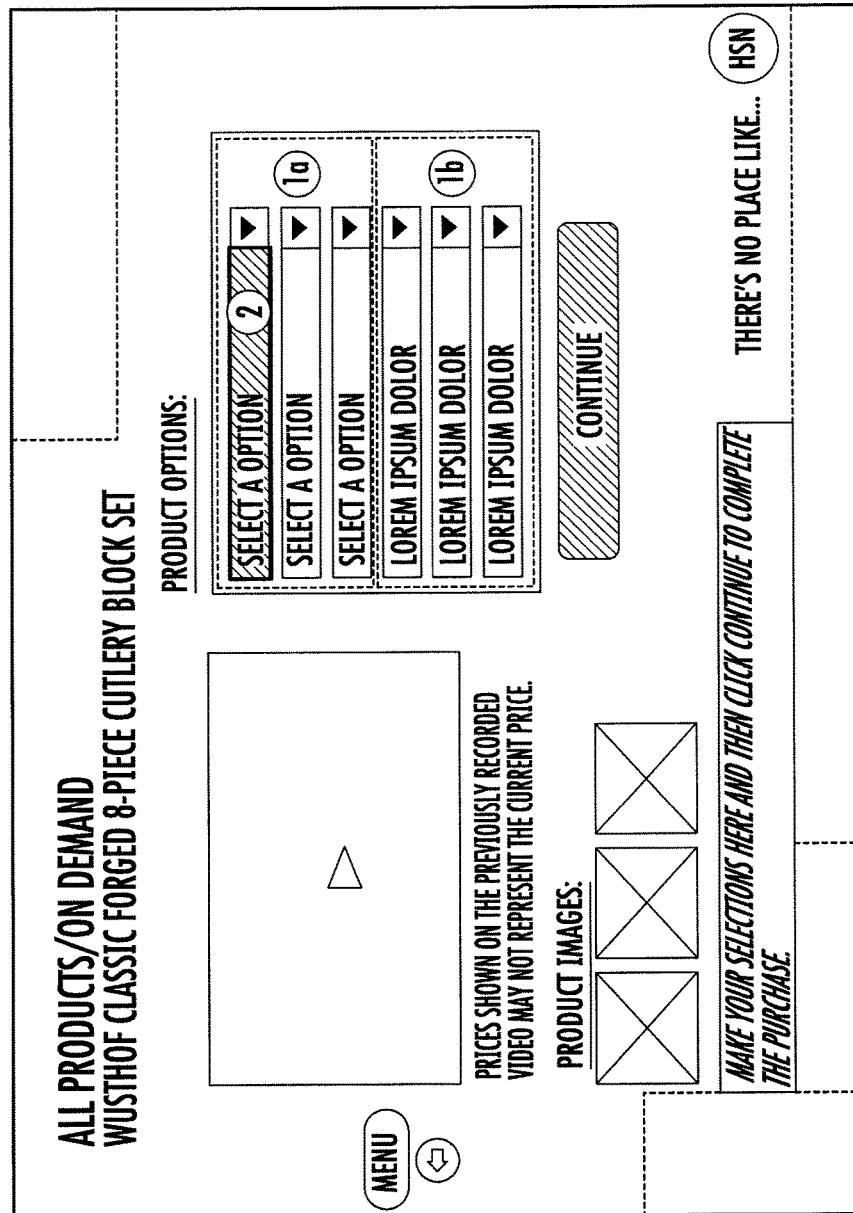 ALL PRODUCTS/ON DEMAND
WUSTHOF CLASSIC FORGED 8-PIECE CUTLERY BLOCK SET
MENU
PRICES SHOWN ON THE PREVIOUSLY RECORDED
VIDEO MAY NOT REPRESENT THE CURRENT PRICE.
PRODUCT IMAGES:
PRODUCT OPTIONS:
SELECT A OPTION 2
SELECT A OPTION 1a
SELECT A OPTION
LOREM IPSUM DOLOR
LOREM IPSUM DOLOR 1b
LOREM IPSUM DOLOR
CONTINUE
MAKE YOUR SELECTIONS HERE AND THEN CLICK CONTINUE TO COMPLETE
THE PURCHASE.
THERE'S NO PLACE LIKE... HSN